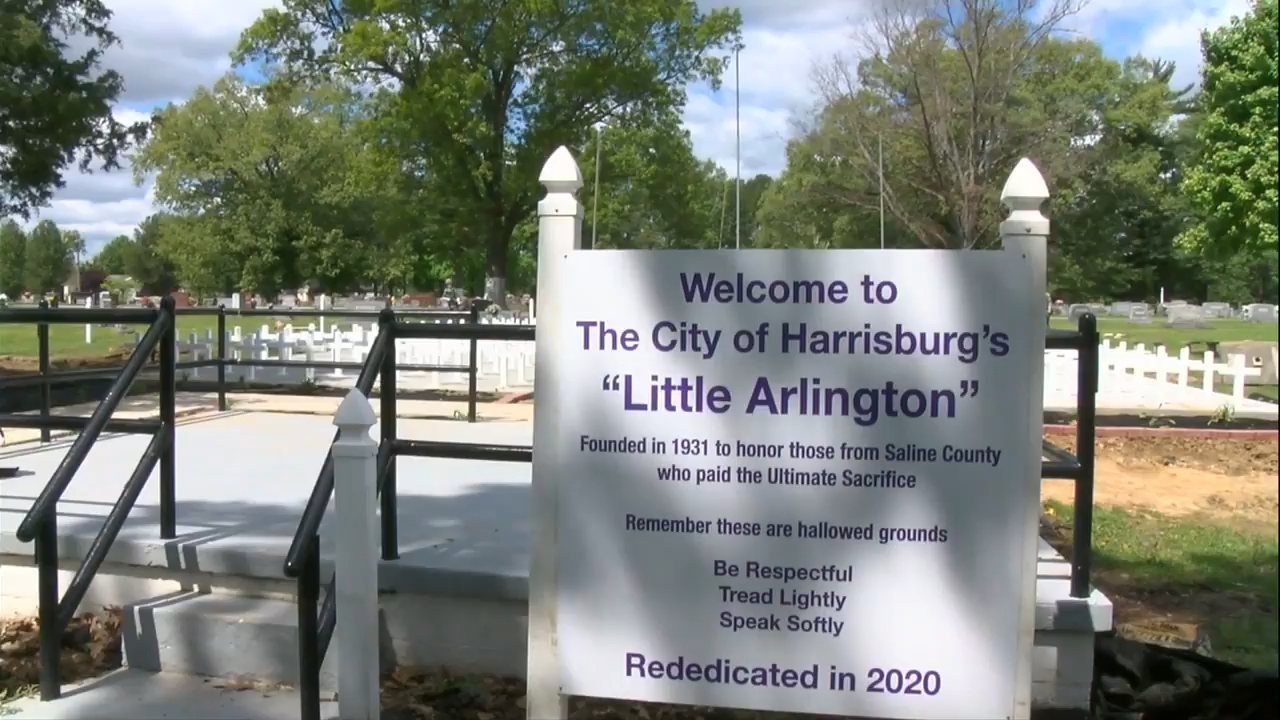 Welcome to
The City of Harrisburg’s
“Little Arlington”
Founded in 1931 to honor those from Saline County
who paid the Ultimate Sacrifice
Remember these are hallowed grounds
Be Respectful
Tread Lightly
Speak Softly
Rededicated in 2020